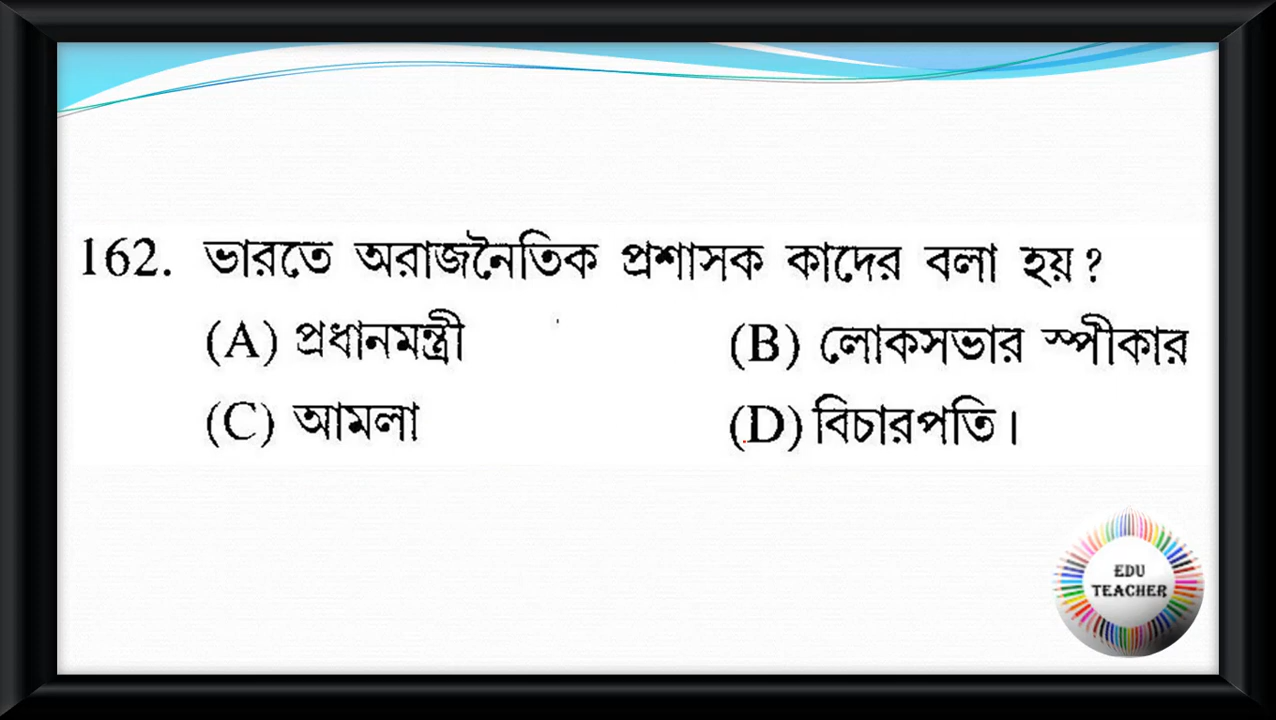 162. ভারতে অরাজনৈতিক প্রশাসক কাদের বলা হয় ?
(A) প্রধানমন্ত্রী (B) লোকসভার স্পীকার
(C) আমলা (D) বিচারপতি।
EDU
TEACHER